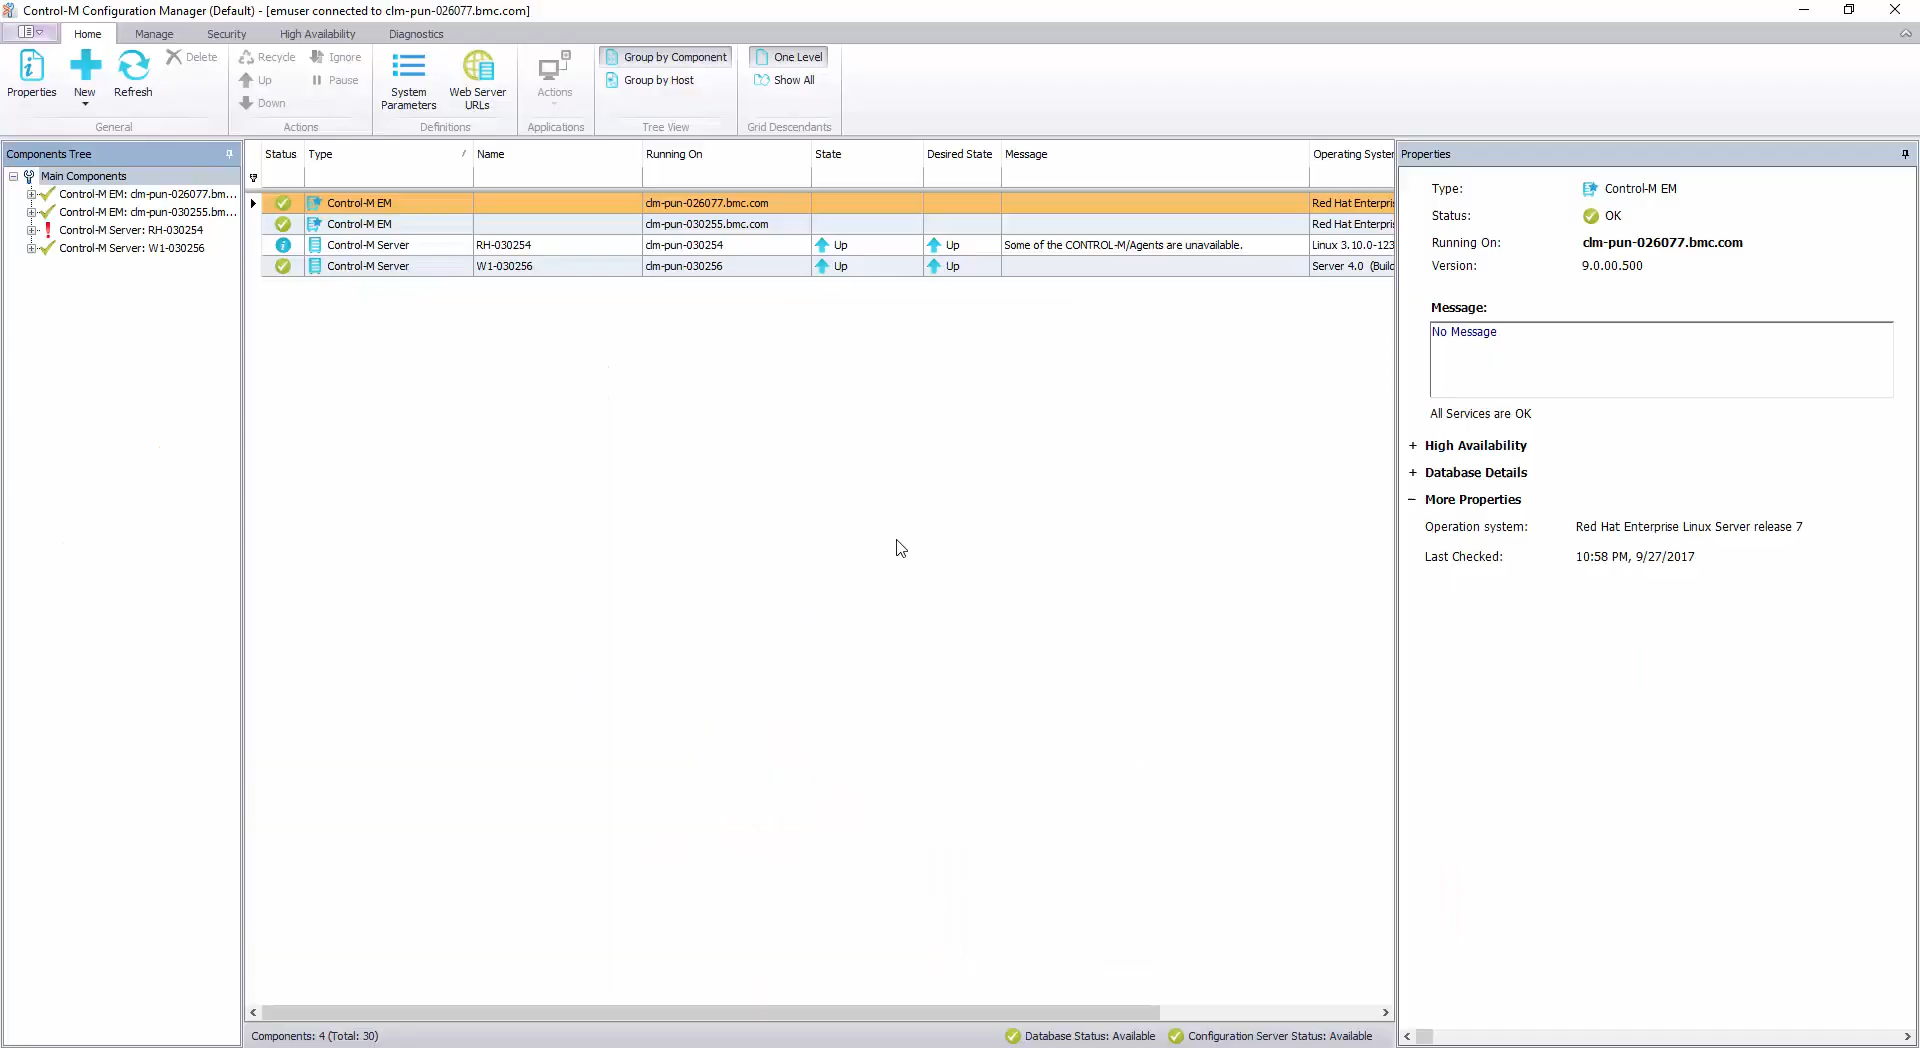 Control-M Configuration Manager (Default) - [emuser connected to clm-pun-026077.bmc.com]
Home Manage Security High Availability Diagnostics
Properties New Refresh Delete
General
Recycle Ignore
Up Pause
Down
Actions
System Parameters
Web Server URLs
Definitions
Actions
Applications
Group by Component
Group by Host
Tree View
One Level
Show All
Grid Descendants
Components Tree
Main Components
Control-M EM: clm-pun-026077.bm...
Control-M EM: clm-pun-030255.bm...
Control-M Server: RH-030254
Control-M Server: W1-030256
Status Type / Name Running On State Desired State Message Operating System
Control-M EM clm-pun-026077.bmc.com Red Hat Enterpris
Control-M EM clm-pun-030255.bmc.com Red Hat Enterpris
Control-M Server RH-030254 clm-pun-030254 Up Up Some of the CONTROL-M/Agents are unavailable. Linux 3.10.0-123
Control-M Server W1-030256 clm-pun-030256 Up Up Server 4.0 (Build
Components: 4 (Total: 30)
Database Status: Available Configuration Server Status: Available
Properties
Type: Control-M EM
Status: OK
Running On: clm-pun-026077.bmc.com
Version: 9.0.00.500
Message:
No Message
All Services are OK
+ High Availability
+ Database Details
− More Properties
Operation system: Red Hat Enterprise Linux Server release 7
Last Checked: 10:58 PM, 9/27/2017